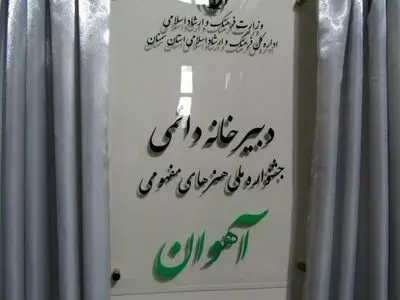 وزارت فرهنگ و ارشاد اسلامی
اداره کل فرهنگ و ارشاد اسلامی استان سمنان
دبیرخانه دائمی
جشنواره ملی هنرهای مفهومی
آهوان